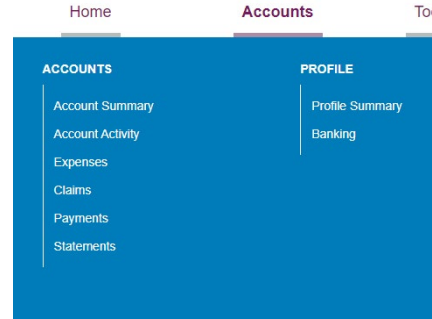 Home Accounts
ACCOUNTS
Account Summary
Account Activity
Expenses
Claims
Payments
Statements
PROFILE
Profile Summary
Banking